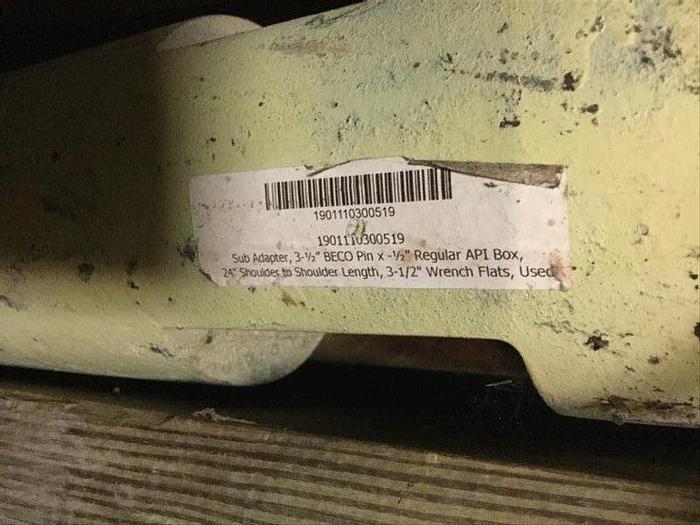 1901110300519
1901110300519
Sub Adapter, 3-½" BECO Pin x -½" Regular API Box,
24" Shoulder to Shoulder Length, 3-1/2" Wrench Flats, Used